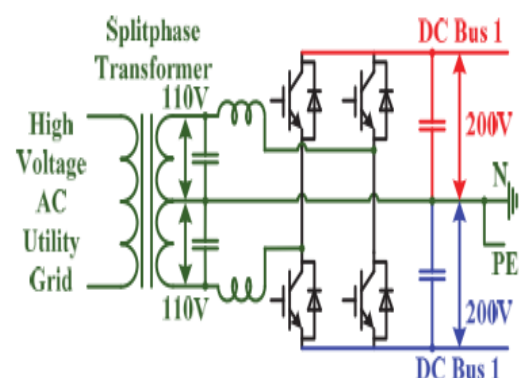 Splitphase
Transformer
DC Bus 1
110V
High
Voltage
AC
Utility
Grid
200V
N
PE
200V
110V
DC Bus 1